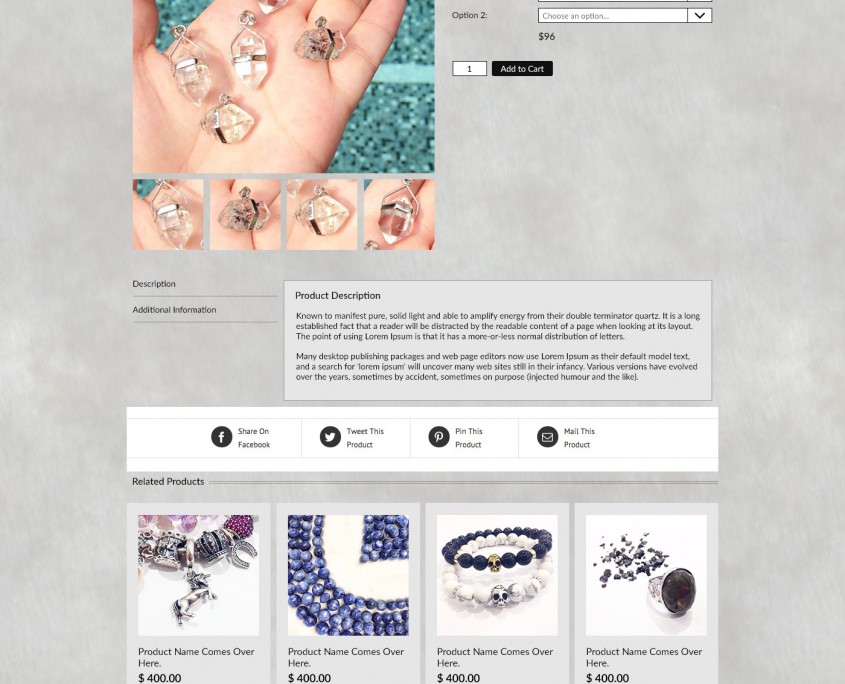 Option 2:
Choose an option...
$96
1
Add to Cart
Description
Additional Information
Product Description
Known to manifest pure, solid light and able to amplify energy from their double terminator quartz. It is a long
established fact that a reader will be distracted by the readable content of a page when looking at its layout.
The point of using Lorem Ipsum is that it has a more-or-less normal distribution of letters.
Many desktop publishing packages and web page editors now use Lorem Ipsum as their default model text,
and a search for 'lorem ipsum' will uncover many web sites still in their infancy. Various versions have evolved
over the years, sometimes by accident, sometimes on purpose (injected humour and the like).
Share On
Facebook
Tweet This
Product
Pin This
Product
Mail This
Product
Related Products
Product Name Comes Over
Here.
$ 400.00
Product Name Comes Over
Here.
$ 400.00
Product Name Comes Over
Here.
$ 400.00
Product Name Comes Over
Here.
$ 400.00